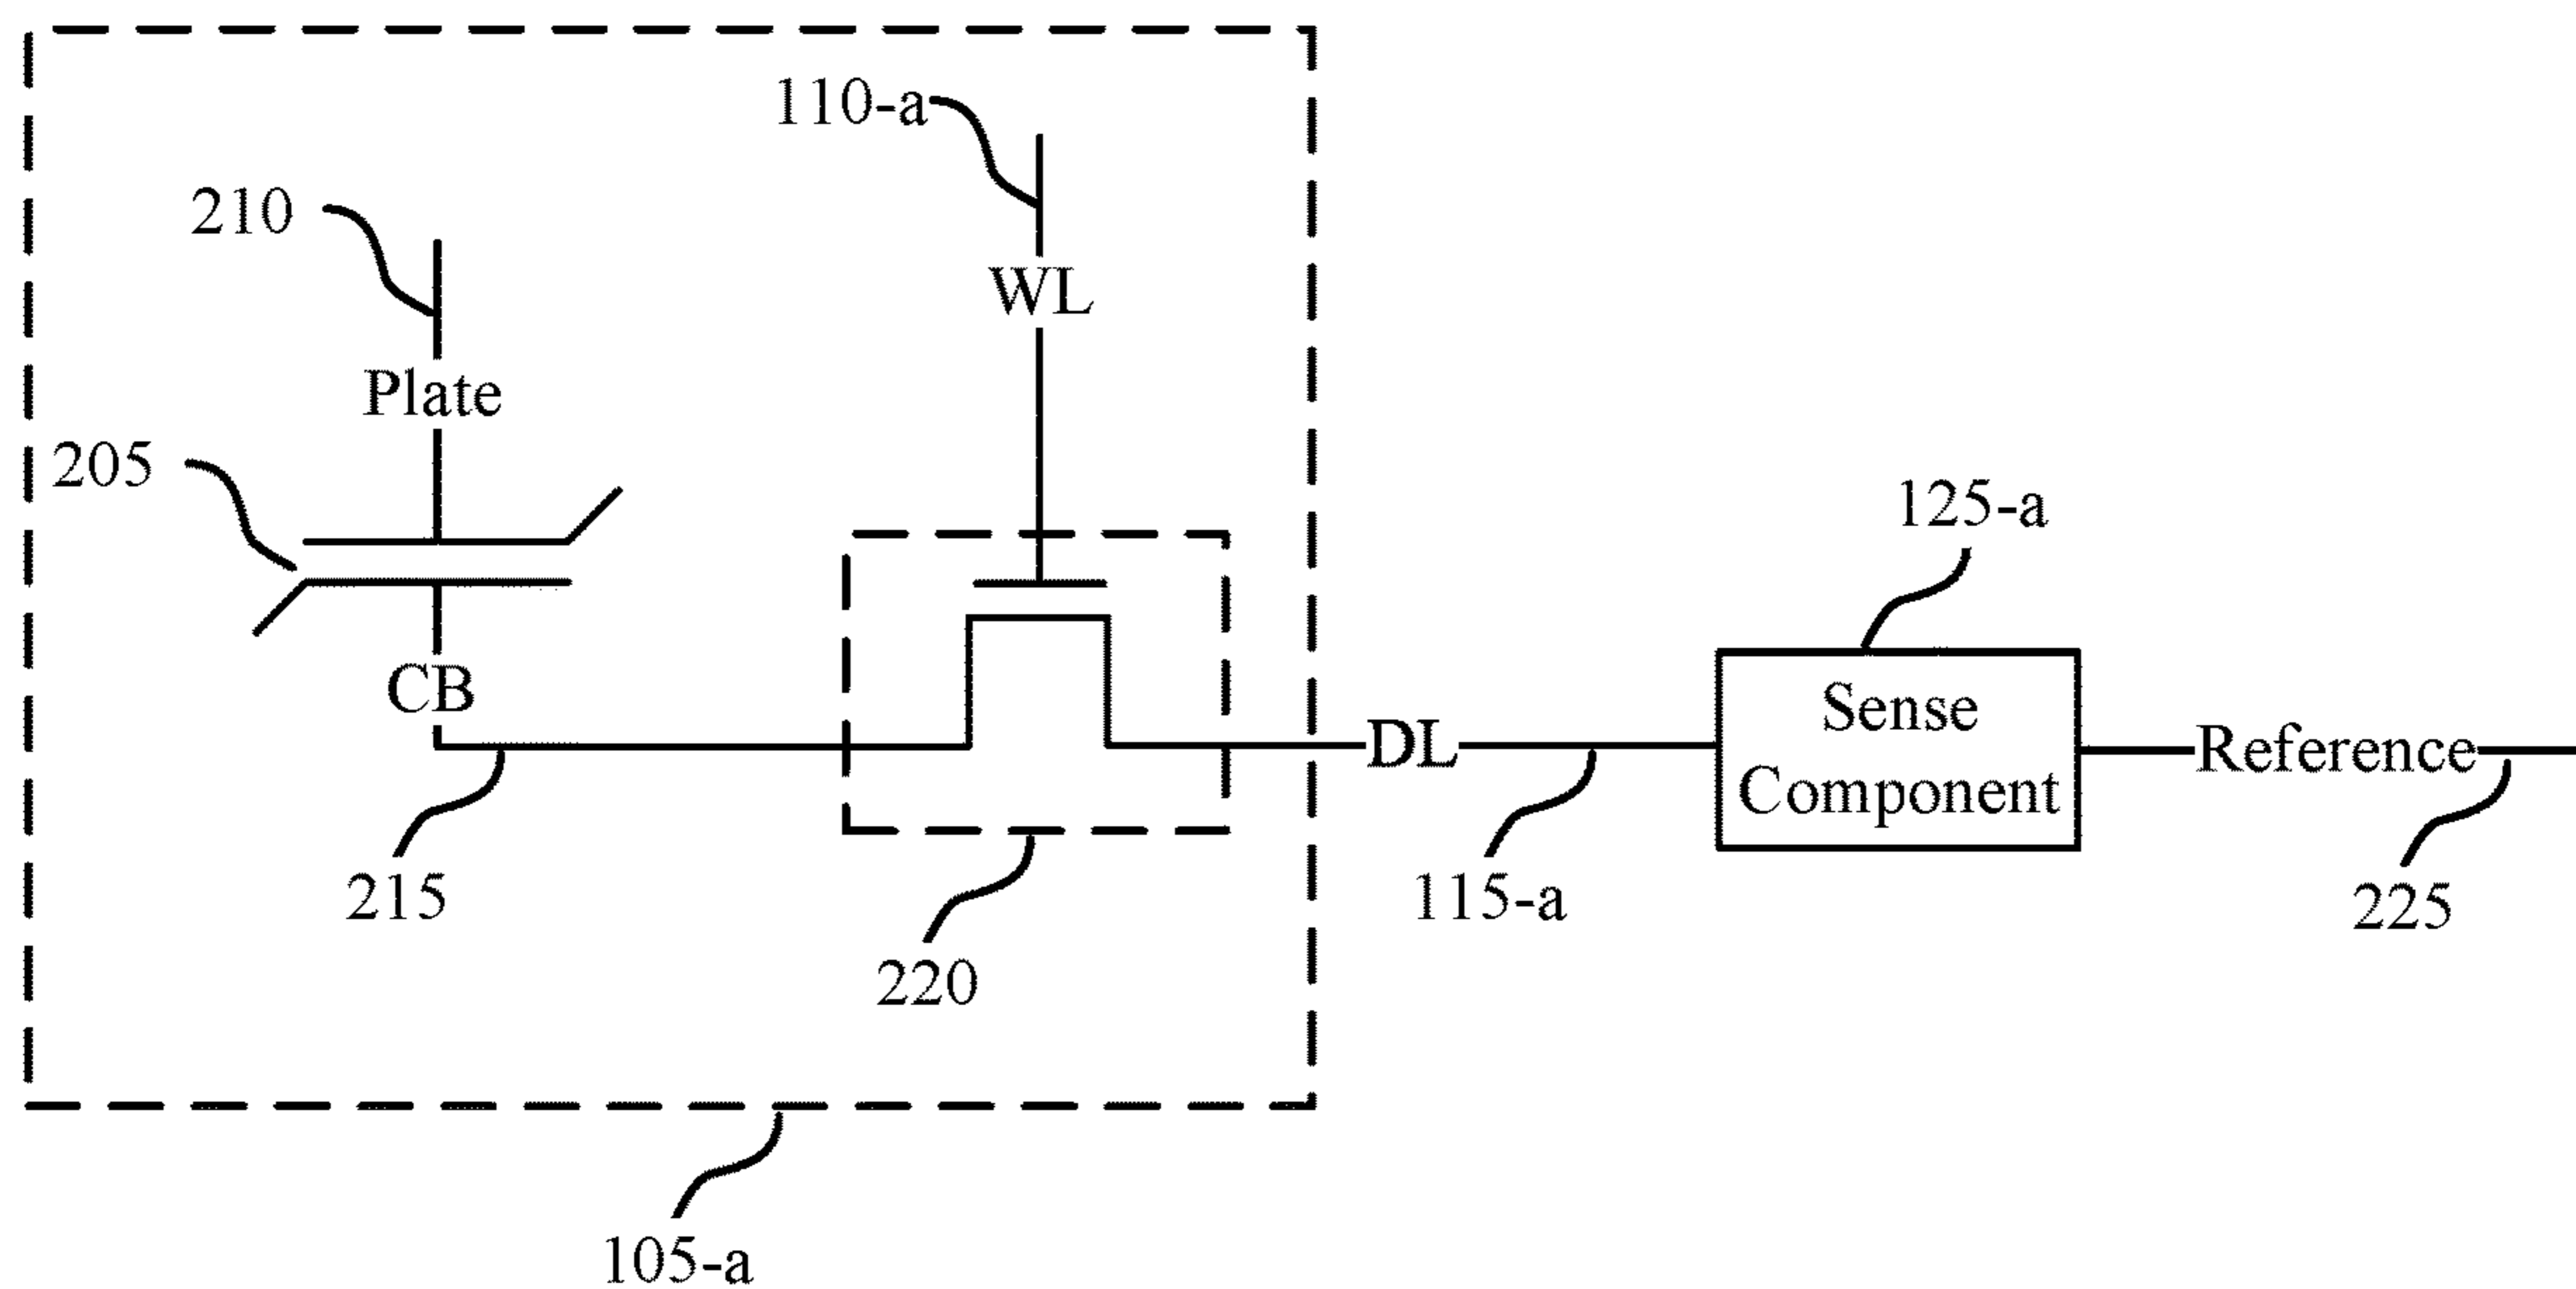 110-a
210
WL
Plate
205
125-a
CB
Sense
Component
DL
Reference
215
115-a
225
220
105-a